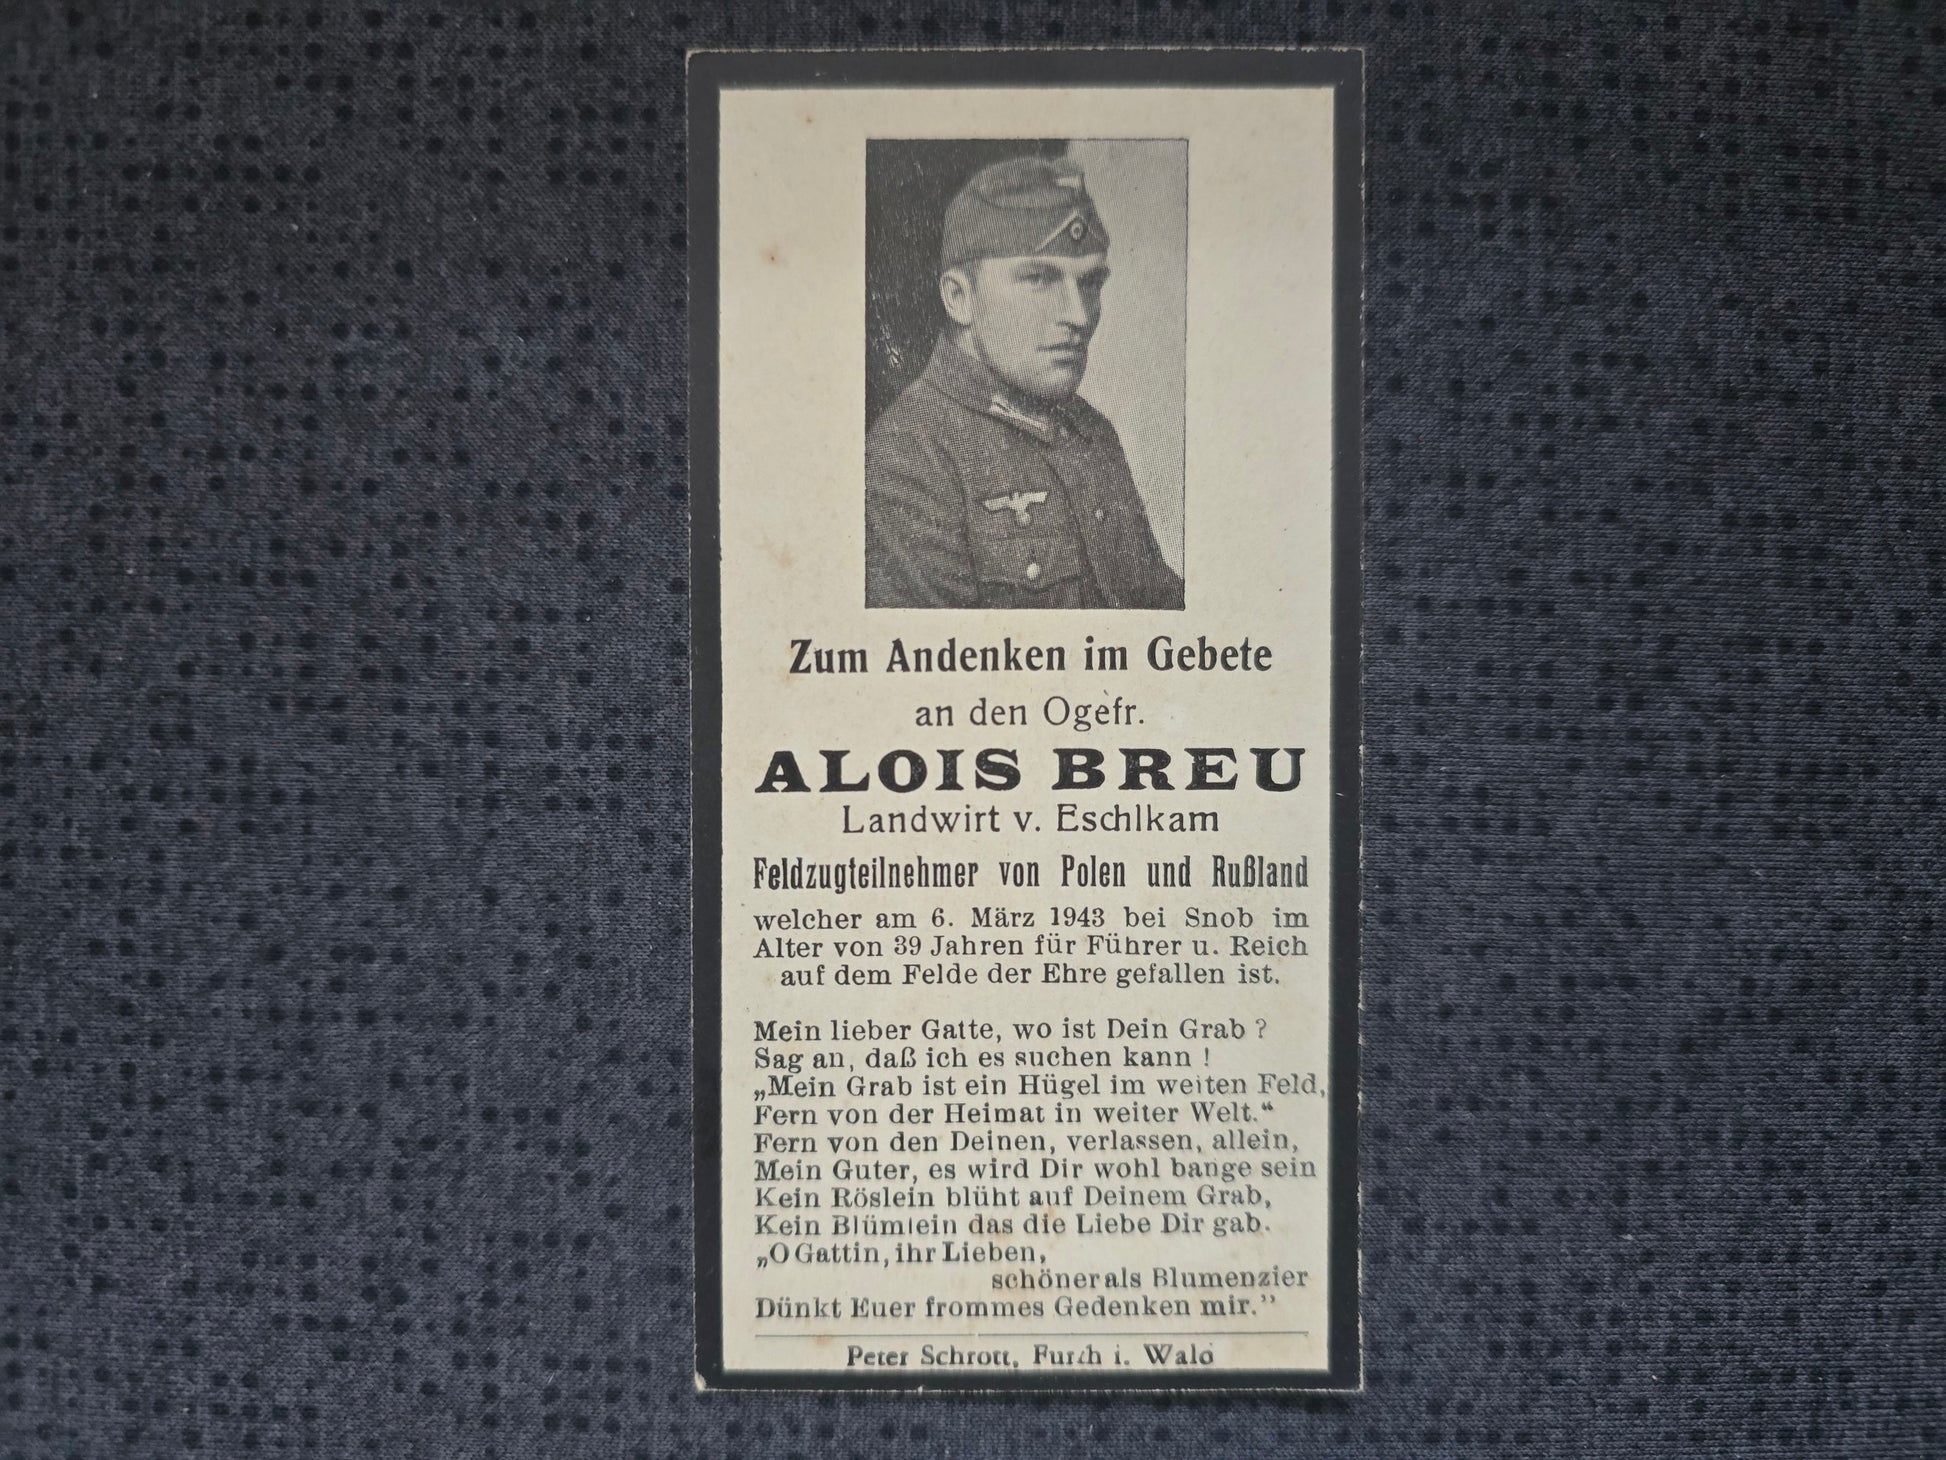 Zum Andenken im Gebete
an den Ogefr.
ALOIS BREU
Landwirt v. Eschlkam
Feldzugteilnehmer von Polen und Rußland
welcher am 6. März 1943 bei Snob im
Alter von 39 Jahren für Führer u. Reich
auf dem Felde der Ehre gefallen ist.
Mein lieber Gatte, wo ist Dein Grab ?
Sag an, daß ich es suchen kann !
„Mein Grab ist ein Hügel im weiten Feld,
Fern von der Heimat in weiter Welt.“
Fern von den Deinen, verlassen, allein,
Mein Guter, es wird Dir wohl bange sein
Kein Röslein blüht auf Deinem Grab,
Kein Blümlein das die Liebe Dir gab.
„O Gattin, ihr Lieben,
schöner als Blumenzier
Dünkt Euer frommes Gedenken mir.”
Peter Schrott, Furth i. Wald